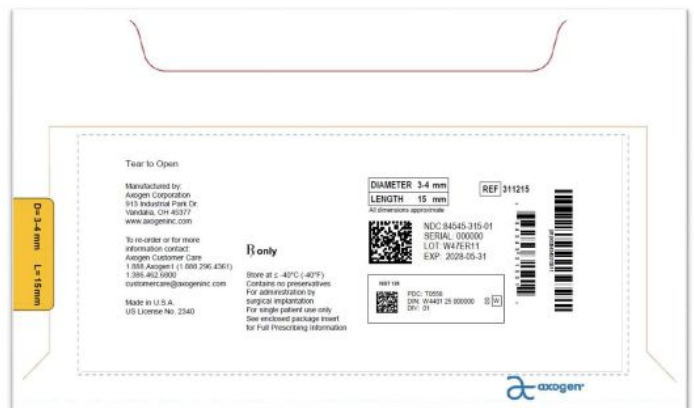 Tear to Open
Manufactured by:
Axogen Corporation
913 Industrial Park Dr.
Vandalia, OH 45377
www.axogeninc.com
To re-order or for more
information contact:
Axogen Customer Care
1.888.Axogen1 (1.888.296.4361)
1.386.462.6800
customercare@axogeninc.com
Made in U.S.A.
US License No. 2340
℞ only
Store at ≤ -40°C (-40°F)
Contains no preservatives
For administration by
surgical implantation
For single patient use only
See enclosed package insert
for Full Prescribing Information
DIAMETER 3-4 mm
LENGTH 15 mm
All dimensions approximate
REF 311215
NDC:84545-315-01
SERIAL: 000000
LOT: W47ER11
EXP: 2028-05-31
PDC: T0558
DIN: W4401 25 000000
DIV: 01
W
D= 3-4 mm L= 15mm
axogen